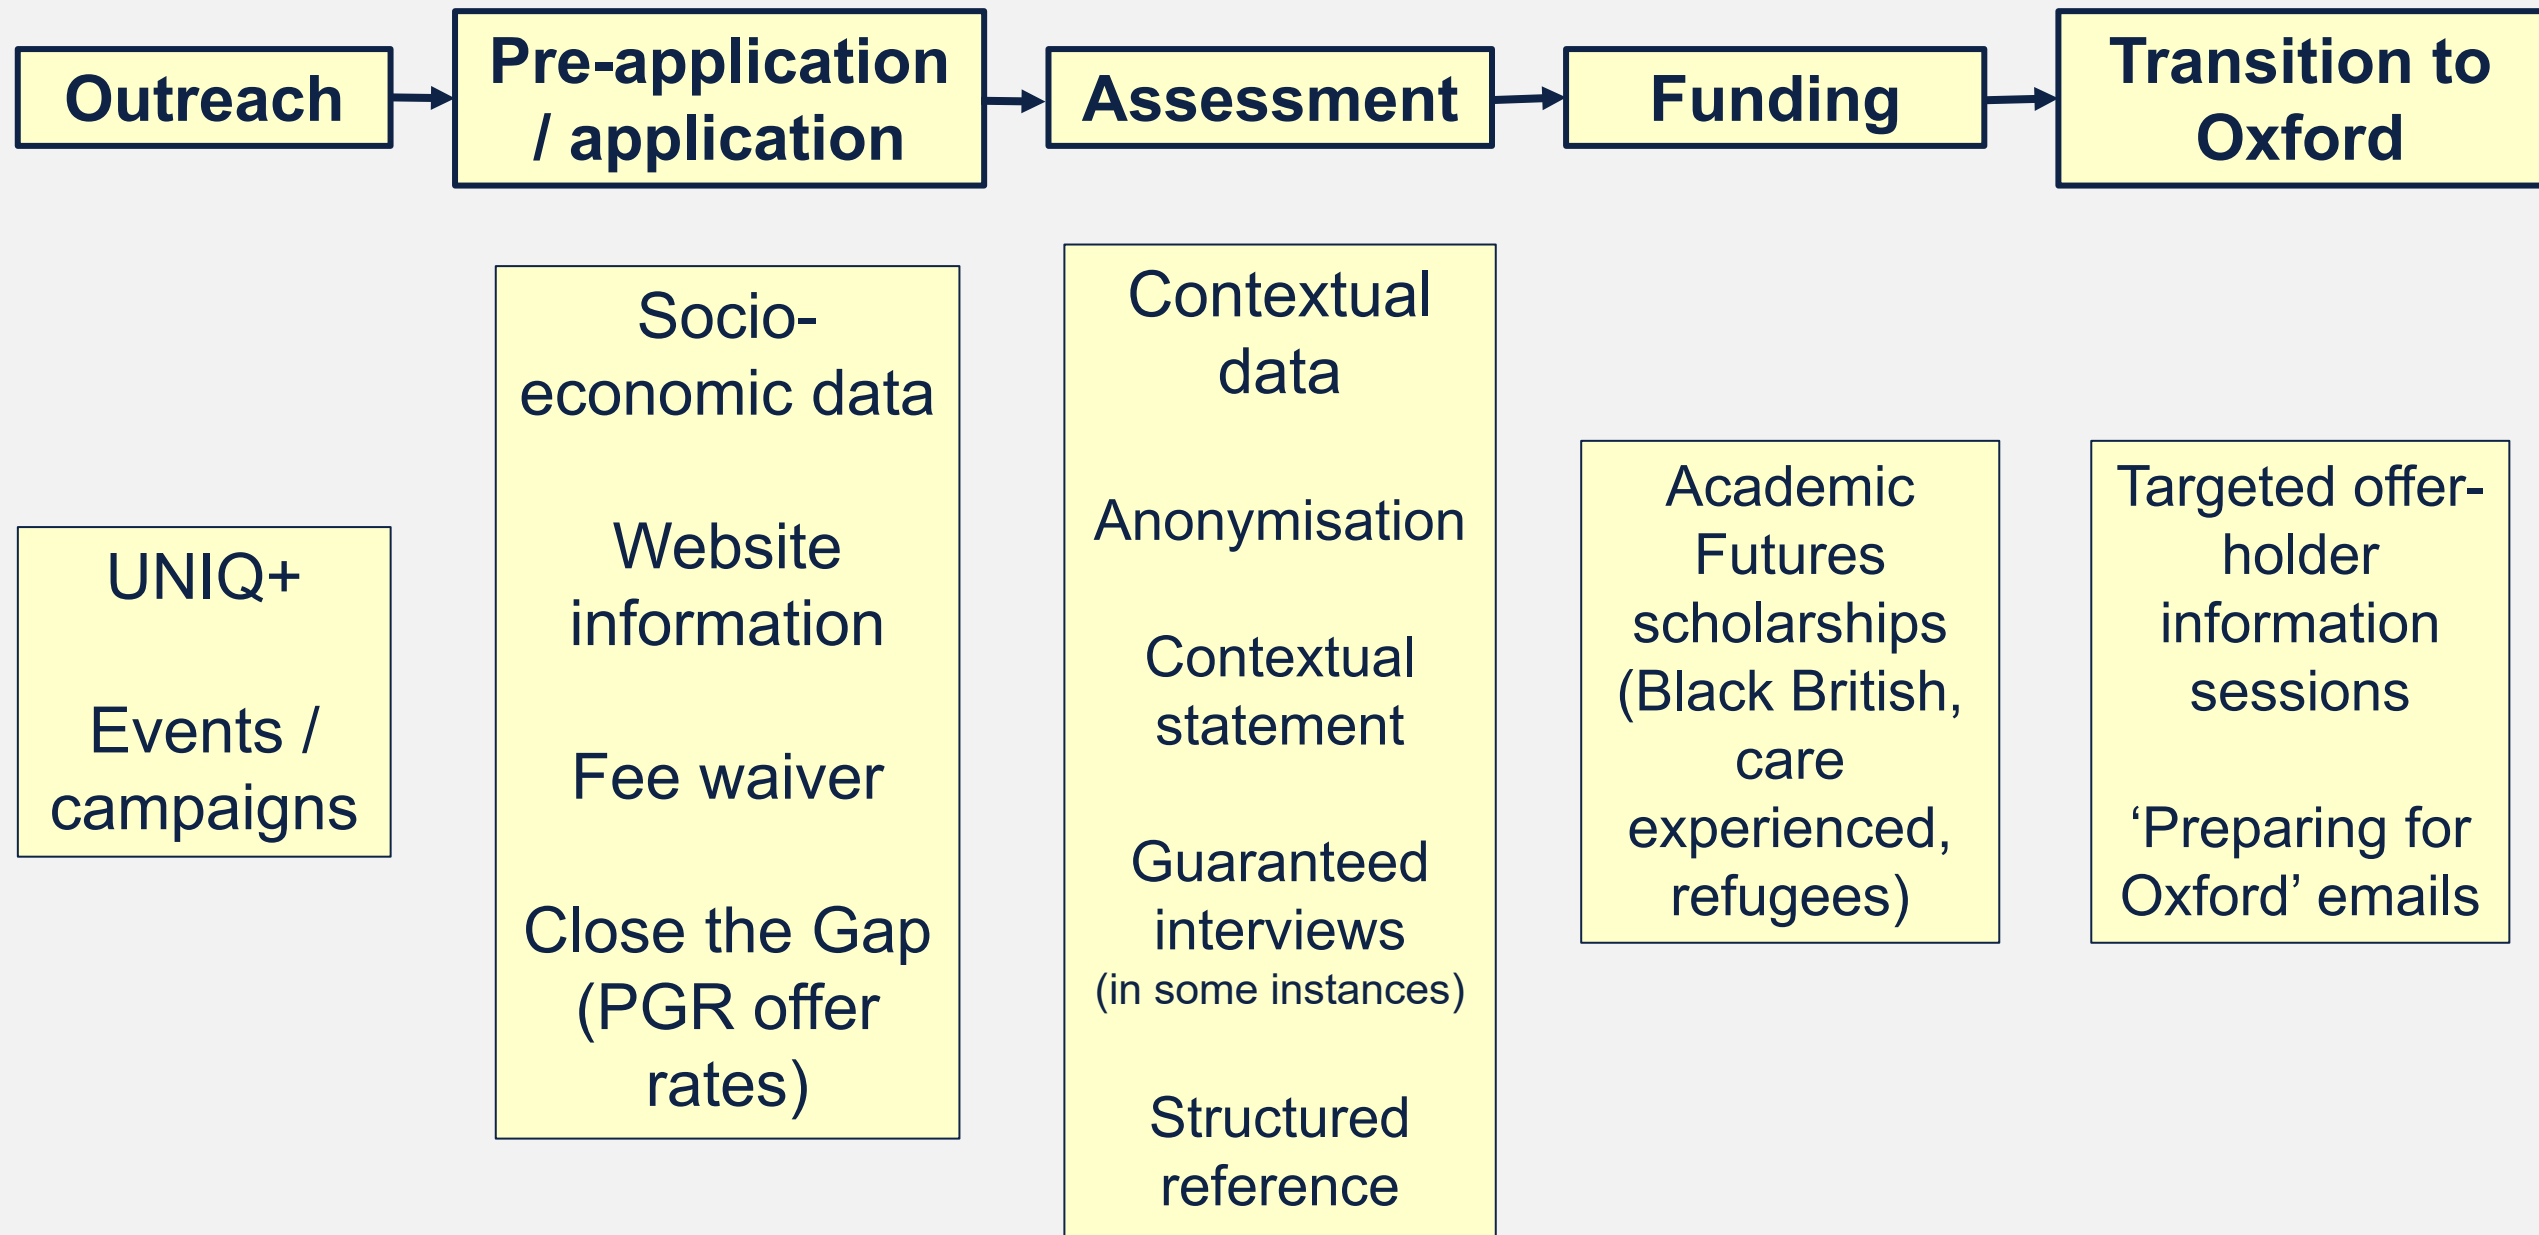 Outreach
Pre-application
/ application
Assessment
Funding
Transition to
Oxford
UNIQ+
Events /
campaigns
Socio-
economic data
Website
information
Fee waiver
Close the Gap
(PGR offer
rates)
Contextual
data
Anonymisation
Contextual
statement
Guaranteed
interviews
(in some instances)
Structured
reference
Academic
Futures
scholarships
(Black British,
care
experienced,
refugees)
Targeted offer-
holder
information
sessions
‘Preparing for
Oxford’ emails